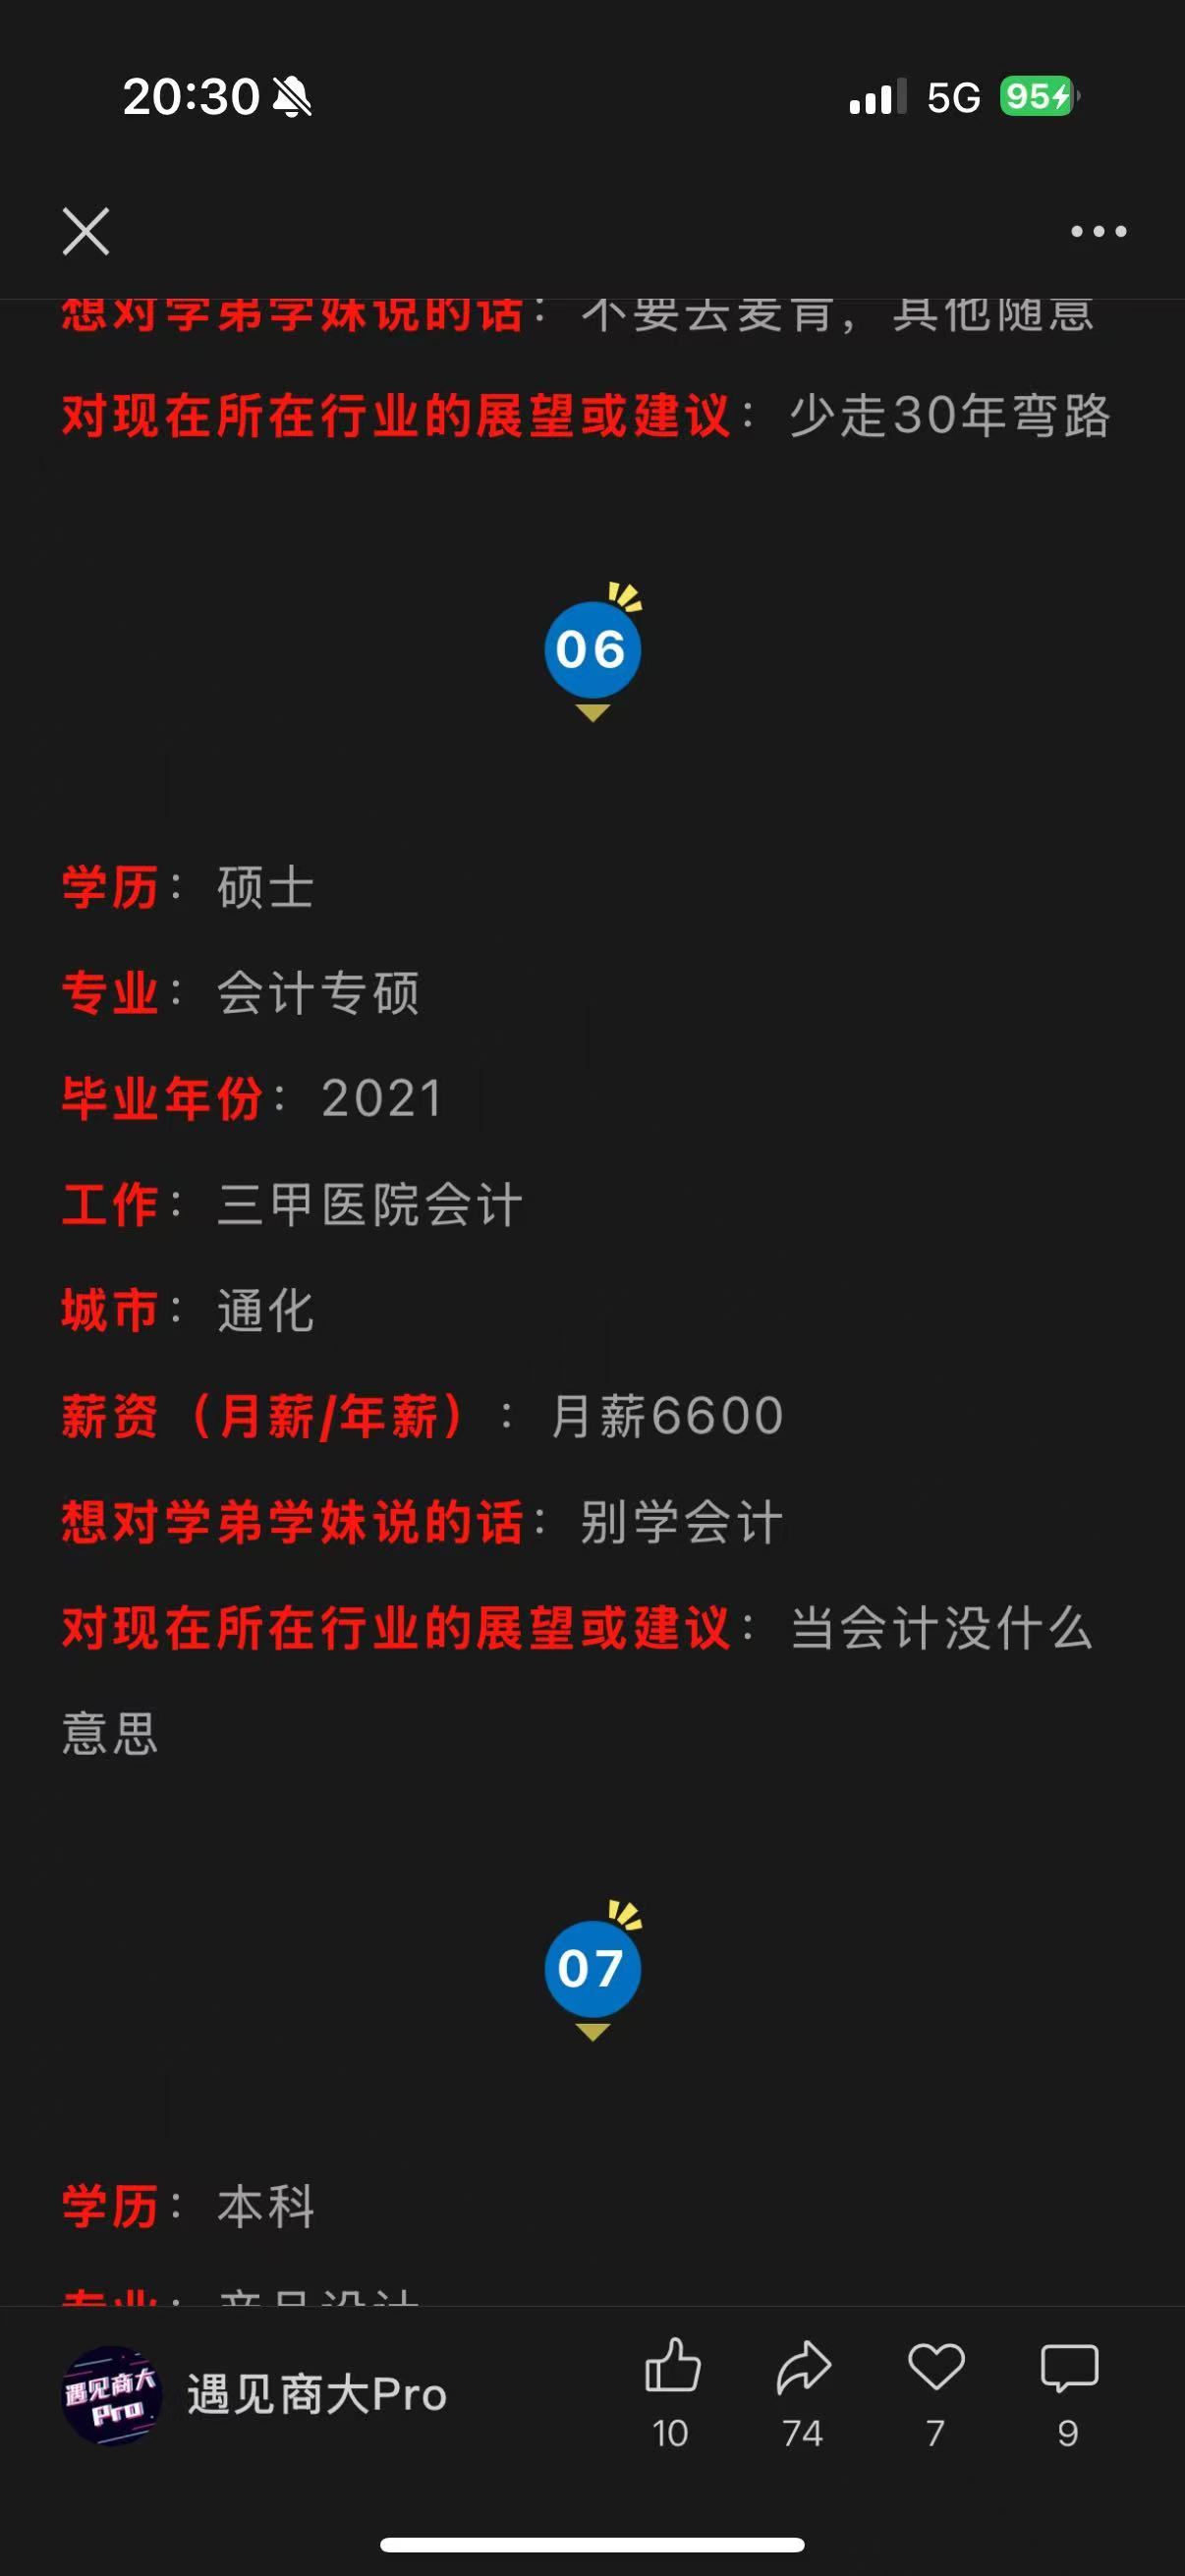 20:30
5G
95
想对学弟学妹说的话：不要去麦肯，其他随意
对现在所在行业的展望或建议：少走30年弯路
06
学历：硕士
专业：会计专硕
毕业年份：2021
工作：三甲医院会计
城市：通化
薪资（月薪/年薪）：月薪6600
想对学弟学妹说的话：别学会计
对现在所在行业的展望或建议：当会计没什么
意思
07
学历：本科
专业：产品设计
遇见商大
Pro
遇见商大Pro
10
74
7
9